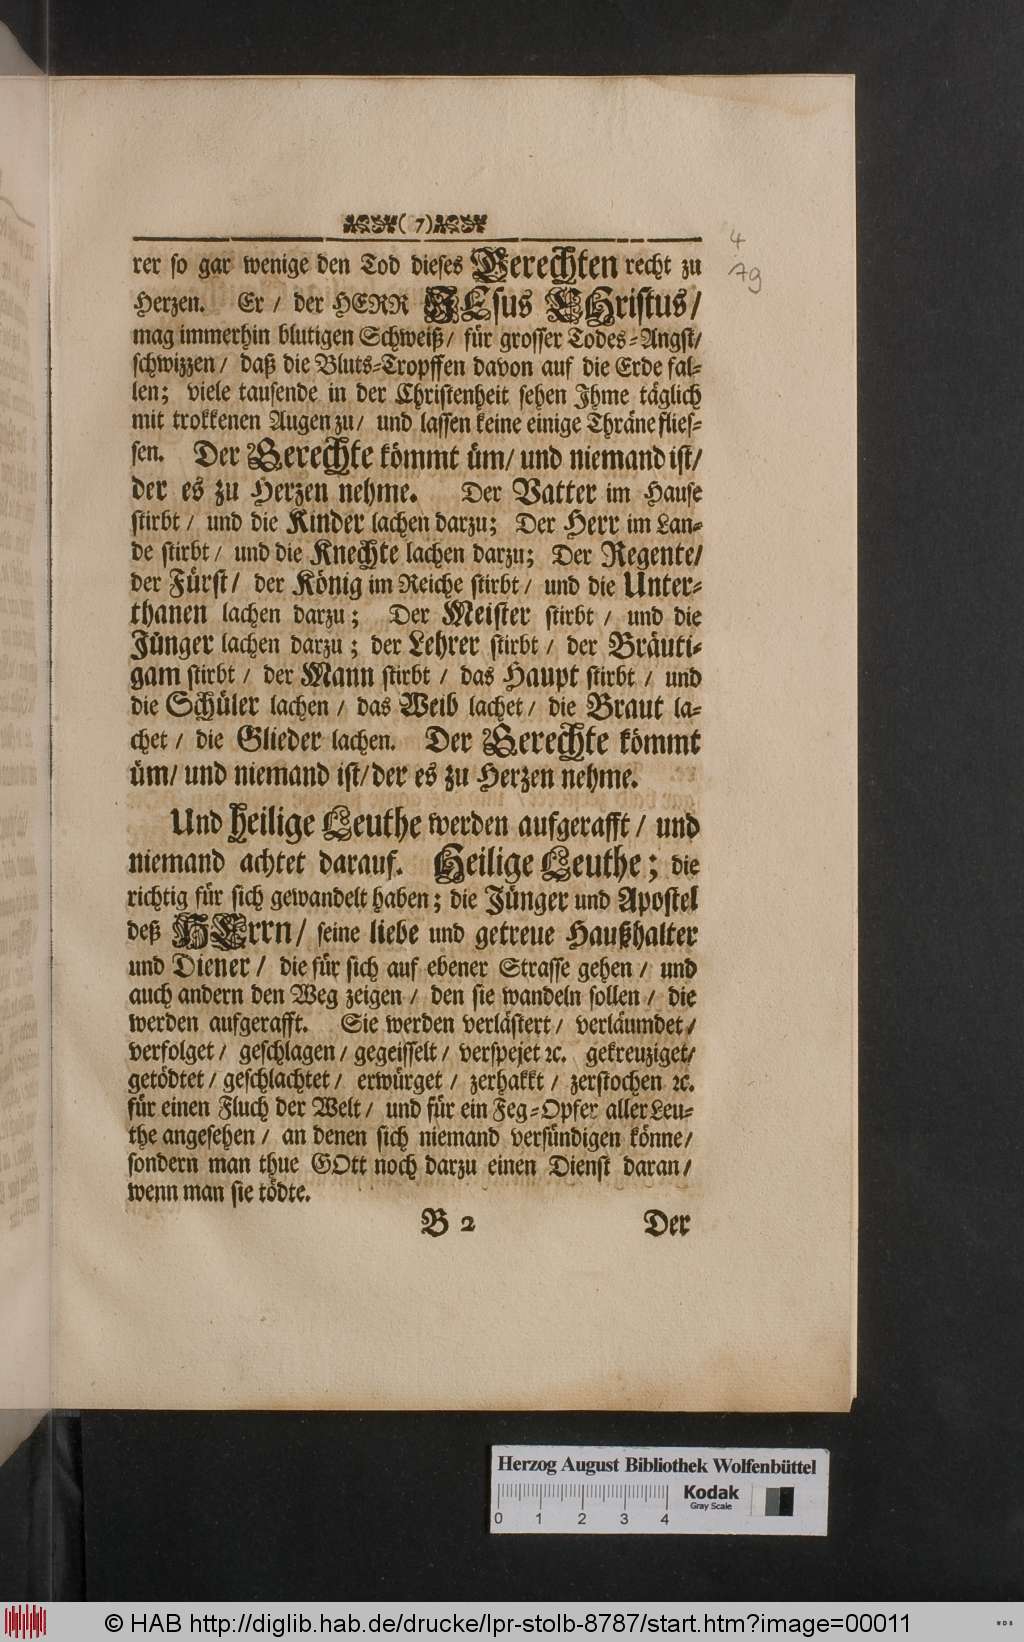 ( 7 )
4
79
rer so gar wenige den Tod dieses Gerechten recht zu
Herzen. Er / der HERR JEsus CHristus /
mag immerhin blutigen Schweiß / für grosser Todes-Angst /
schwizzen / daß die Bluts-Tropffen davon auf die Erde fal-
len; viele tausende in der Christenheit sehen Ihme täglich
mit trokkenen Augen zu / und lassen keine einige Thräne flies-
sen. Der Gerechte kömmt üm / und niemand ist /
der es zu Herzen nehme. Der Vatter im Hause
stirbt / und die Kinder lachen darzu; Der Herr im Lan-
de stirbt / und die Knechte lachen darzu; Der Regente /
der Fürst / der König im Reiche stirbt / und die Unter-
thanen lachen darzu; Der Meister stirbt / und die
Jünger lachen darzu; der Lehrer stirbt / der Bräuti-
gam stirbt / der Mann stirbt / das Haupt stirbt / und
die Schüler lachen / das Weib lachet / die Braut la-
chet / die Glieder lachen. Der Gerechte kömmt
üm / und niemand ist / der es zu Herzen nehme.
Und heilige Leuthe werden aufgerafft / und
niemand achtet darauf. Heilige Leuthe; die
richtig für sich gewandelt haben; die Jünger und Apostel
deß HErrn / seine liebe und getreue Haußhalter
und Diener / die für sich auf ebener Strasse gehen / und
auch andern den Weg zeigen / den sie wandeln sollen / die
werden aufgerafft. Sie werden verlästert / verläumdet /
verfolget / geschlagen / gegeisselt / verspejet ꝛc. gekreuziget /
getödtet / geschlachtet / erwürget / zerhakkt / zerstochen ꝛc.
für einen Fluch der Welt / und für ein Feg-Opfer aller Leu-
the angesehen / an denen sich niemand versündigen könne /
sondern man thue GOtt noch darzu einen Dienst daran /
wenn man sie tödte.
B 2 Der
Herzog August Bibliothek Wolfenbüttel
0 1 2 3 4
Kodak
Gray Scale
© HAB http://diglib.hab.de/drucke/lpr-stolb-8787/start.htm?image=00011